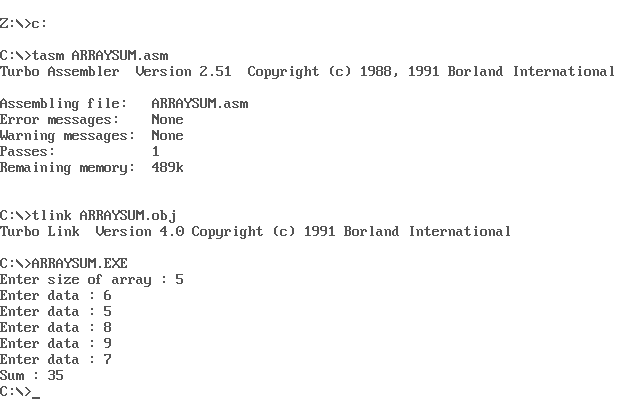 Z:\>c:
C:\>tasm ARRAYSUM.asm
Turbo Assembler  Version 2.51  Copyright (c) 1988, 1991 Borland International
Assembling file:   ARRAYSUM.asm
Error messages:    None
Warning messages:  None
Passes:            1
Remaining memory:  489k
C:\>tlink ARRAYSUM.obj
Turbo Link  Version 4.0 Copyright (c) 1991 Borland International
C:\>ARRAYSUM.EXE
Enter size of array : 5
Enter data : 6
Enter data : 5
Enter data : 8
Enter data : 9
Enter data : 7
Sum : 35
C:\>_